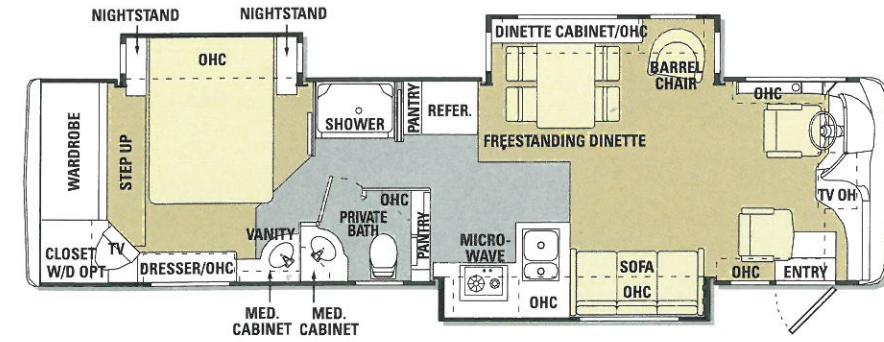 NIGHTSTAND
NIGHTSTAND
OHC
DINETTE CABINET/OHC
BARREL
CHAIR
OHC
WARDROBE
STEP UP
SHOWER
PANTRY
REFER.
FREESTANDING DINETTE
TV OH
OHC
PRIVATE
BATH
PANTRY
VANITY
MICRO-
WAVE
CLOSET
W/D OPT
TV
DRESSER/OHC
SOFA
OHC
OHC
OHC
ENTRY
MED.
CABINET
MED.
CABINET